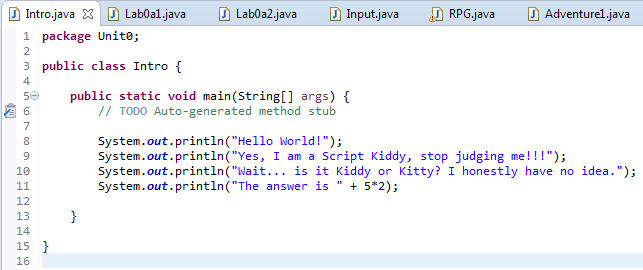 Intro.java Lab0a1.java Lab0a2.java Input.java RPG.java Adventure1.java
1 package Unit0;
2
3 public class Intro {
4
5 public static void main(String[] args) {
6 // TODO Auto-generated method stub
7
8 System.out.println("Hello World!");
9 System.out.println("Yes, I am a Script Kiddy, stop judging me!!!");
10 System.out.println("Wait... is it Kiddy or Kitty? I honestly have no idea.");
11 System.out.println("The answer is " + 5*2);
12
13 }
14
15 }
16